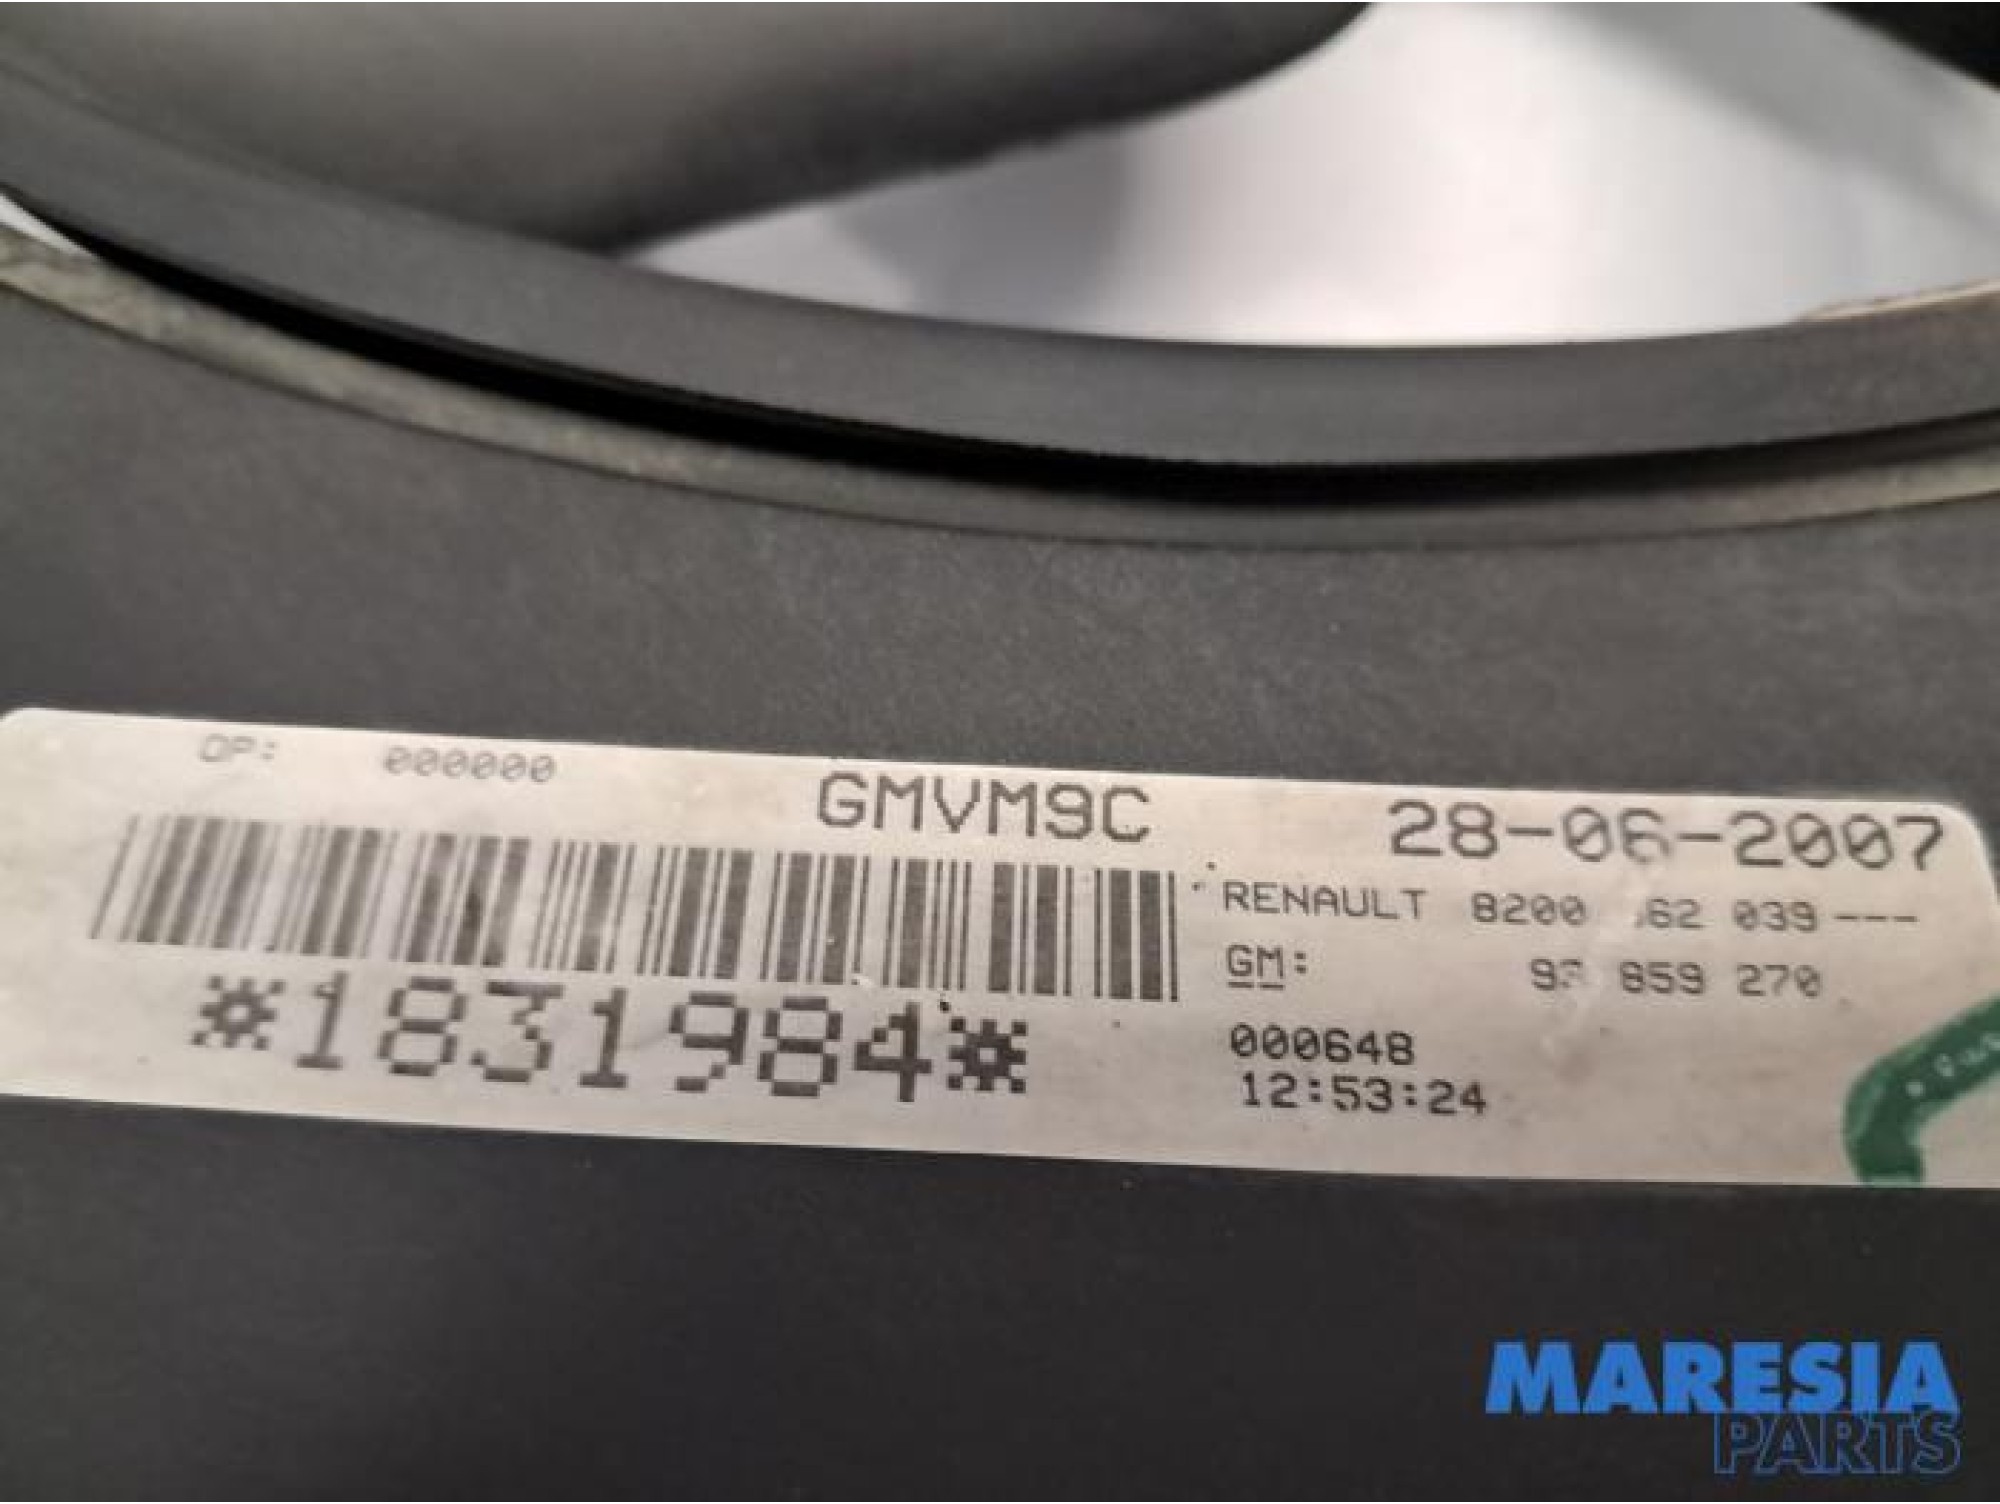 OP: 000000
GMVM9C
28-06-2007
RENAULT 8200 039---
GM: 859 270
*1831984*
000648
12:53:24
MARESIA
PARTS